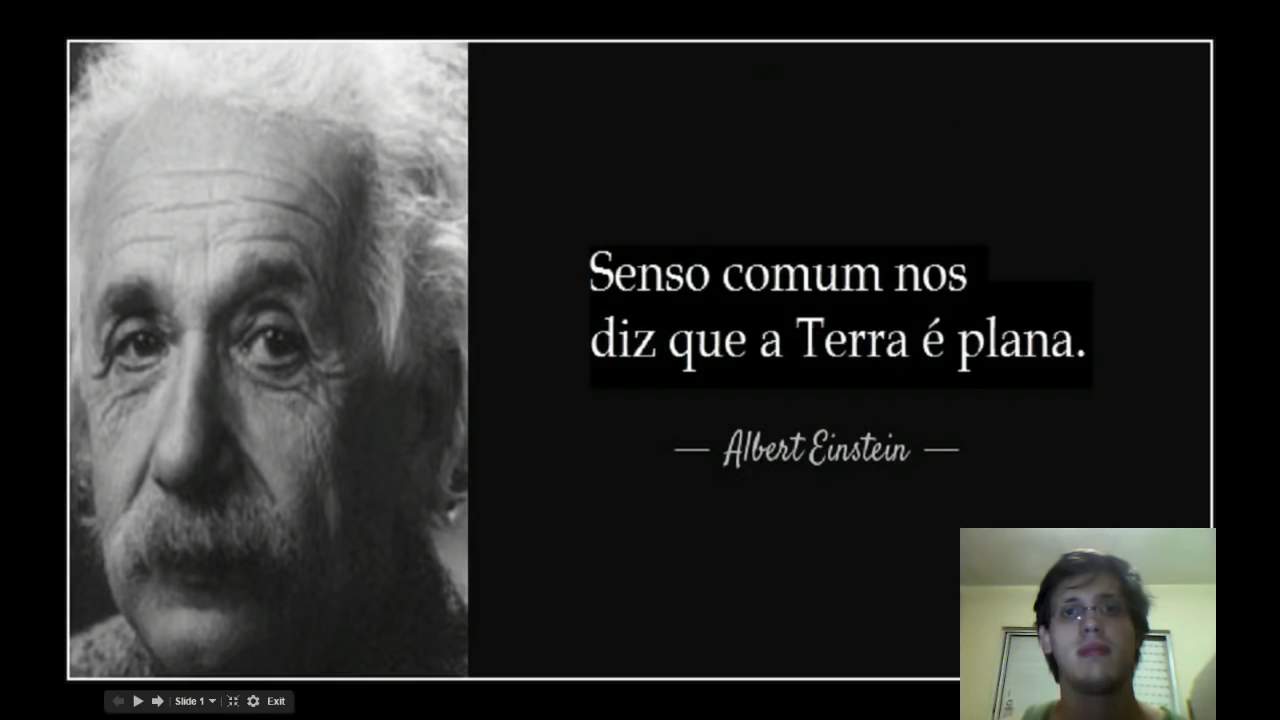 Senso comum nos
diz que a Terra é plana.
— Albert Einstein —
Slide 1
Exit